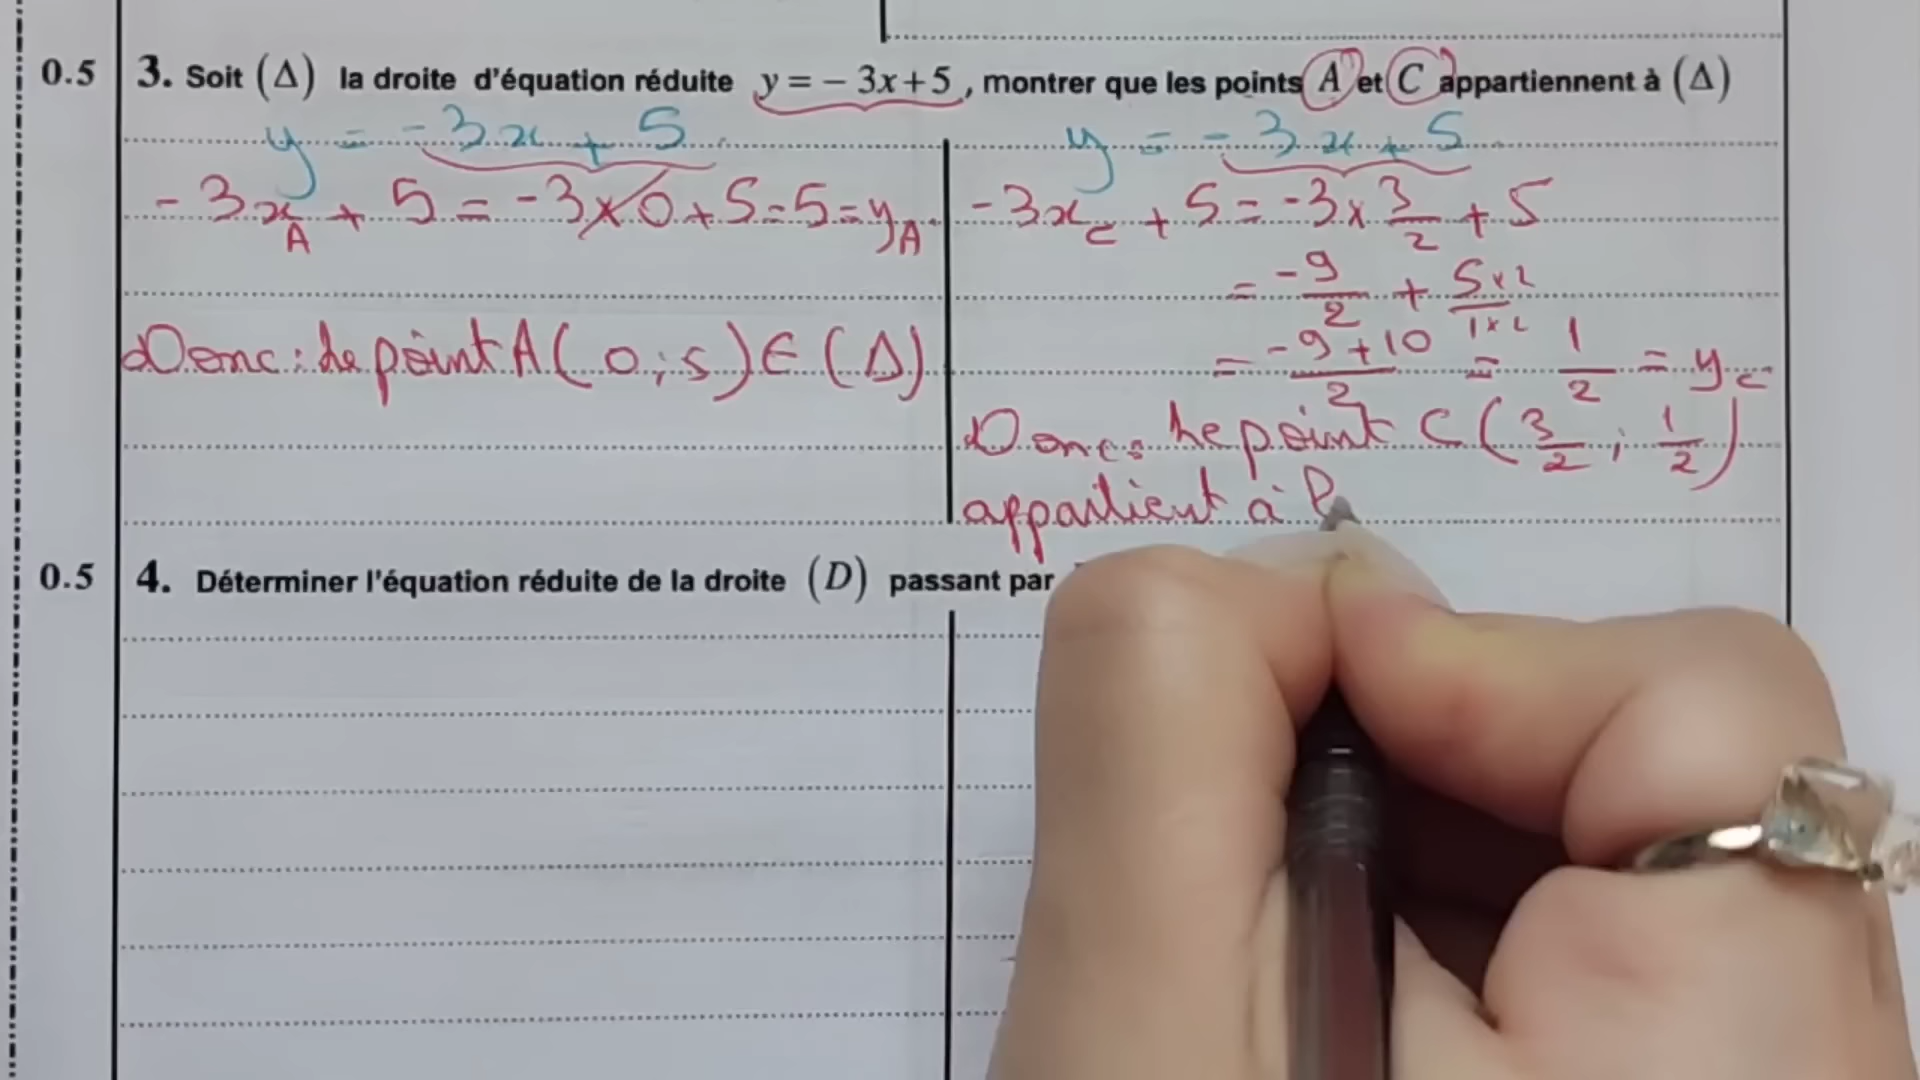 0.5 3. Soit (Δ) la droite d'équation réduite y = – 3x + 5 , montrer que les points A et C appartiennent à (Δ)
y = -3x + 5
-3x_A + 5 = -3 × 0 + 5 = 5 = y_A
Donc : le point A ( 0 ; 5 ) ∈ ( Δ )
y = -3x + 5
-3x_C + 5 = -3 × 3/2 + 5
= -9/2 + 5×2/1×2
= -9+10/2 = 1/2 = y_C
Donc : le point C ( 3/2 ; 1/2 )
appartient à
0.5 4. Déterminer l'équation réduite de la droite (D) passant par